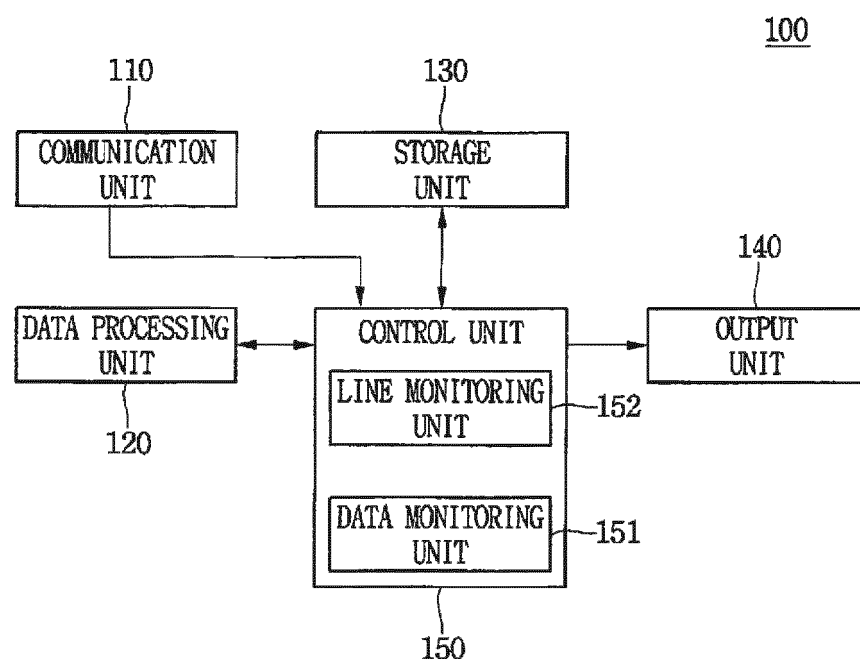 100
110
130
COMMUNICATION
UNIT
STORAGE
UNIT
140
DATA PROCESSING
UNIT
CONTROL UNIT
OUTPUT
UNIT
LINE MONITORING
UNIT
152
120
DATA MONITORING
UNIT
151
150